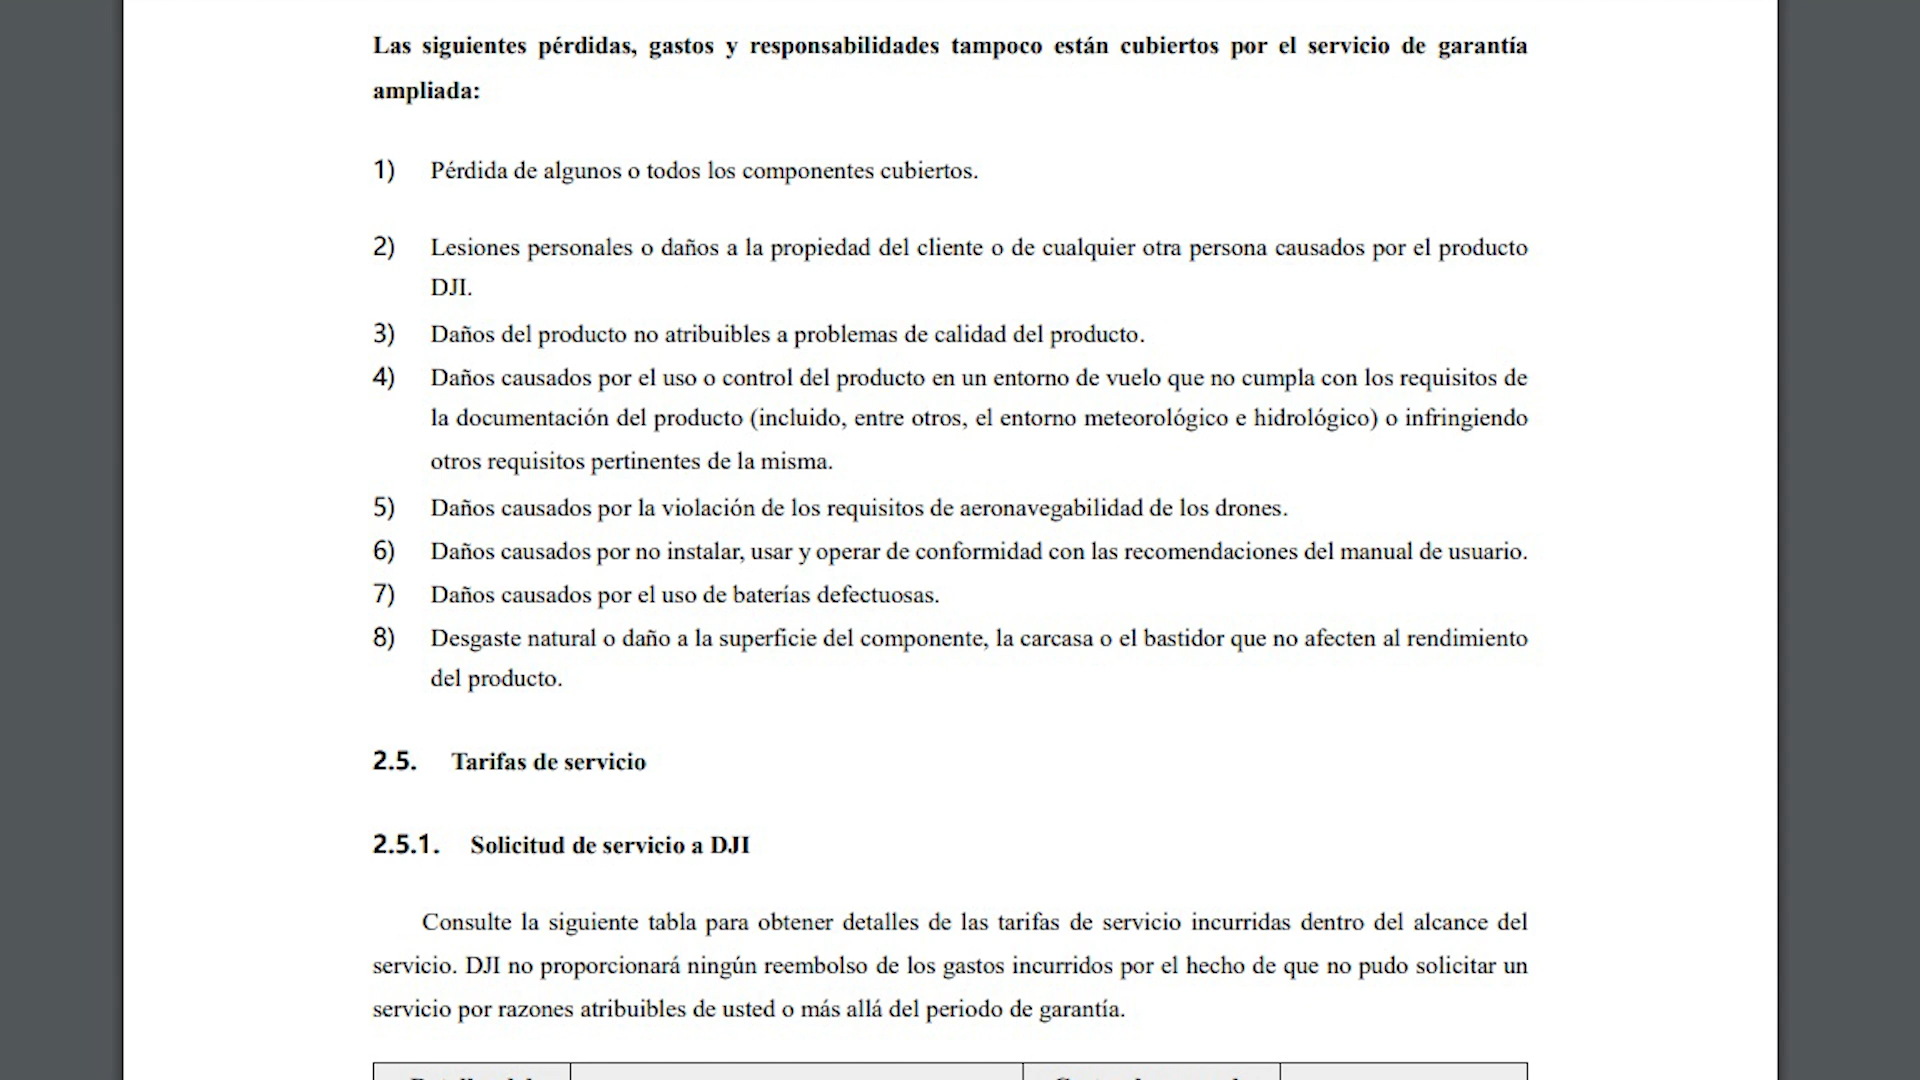 Las siguientes pérdidas, gastos y responsabilidades tampoco están cubiertos por el servicio de garantía
ampliada:
1) Pérdida de algunos o todos los componentes cubiertos.
2) Lesiones personales o daños a la propiedad del cliente o de cualquier otra persona causados por el producto
DJI.
3) Daños del producto no atribuibles a problemas de calidad del producto.
4) Daños causados por el uso o control del producto en un entorno de vuelo que no cumpla con los requisitos de
la documentación del producto (incluido, entre otros, el entorno meteorológico e hidrológico) o infringiendo
otros requisitos pertinentes de la misma.
5) Daños causados por la violación de los requisitos de aeronavegabilidad de los drones.
6) Daños causados por no instalar, usar y operar de conformidad con las recomendaciones del manual de usuario.
7) Daños causados por el uso de baterías defectuosas.
8) Desgaste natural o daño a la superficie del componente, la carcasa o el bastidor que no afecten al rendimiento
del producto.
2.5. Tarifas de servicio
2.5.1. Solicitud de servicio a DJI
Consulte la siguiente tabla para obtener detalles de las tarifas de servicio incurridas dentro del alcance del
servicio. DJI no proporcionará ningún reembolso de los gastos incurridos por el hecho de que no pudo solicitar un
servicio por razones atribuibles de usted o más allá del periodo de garantía.